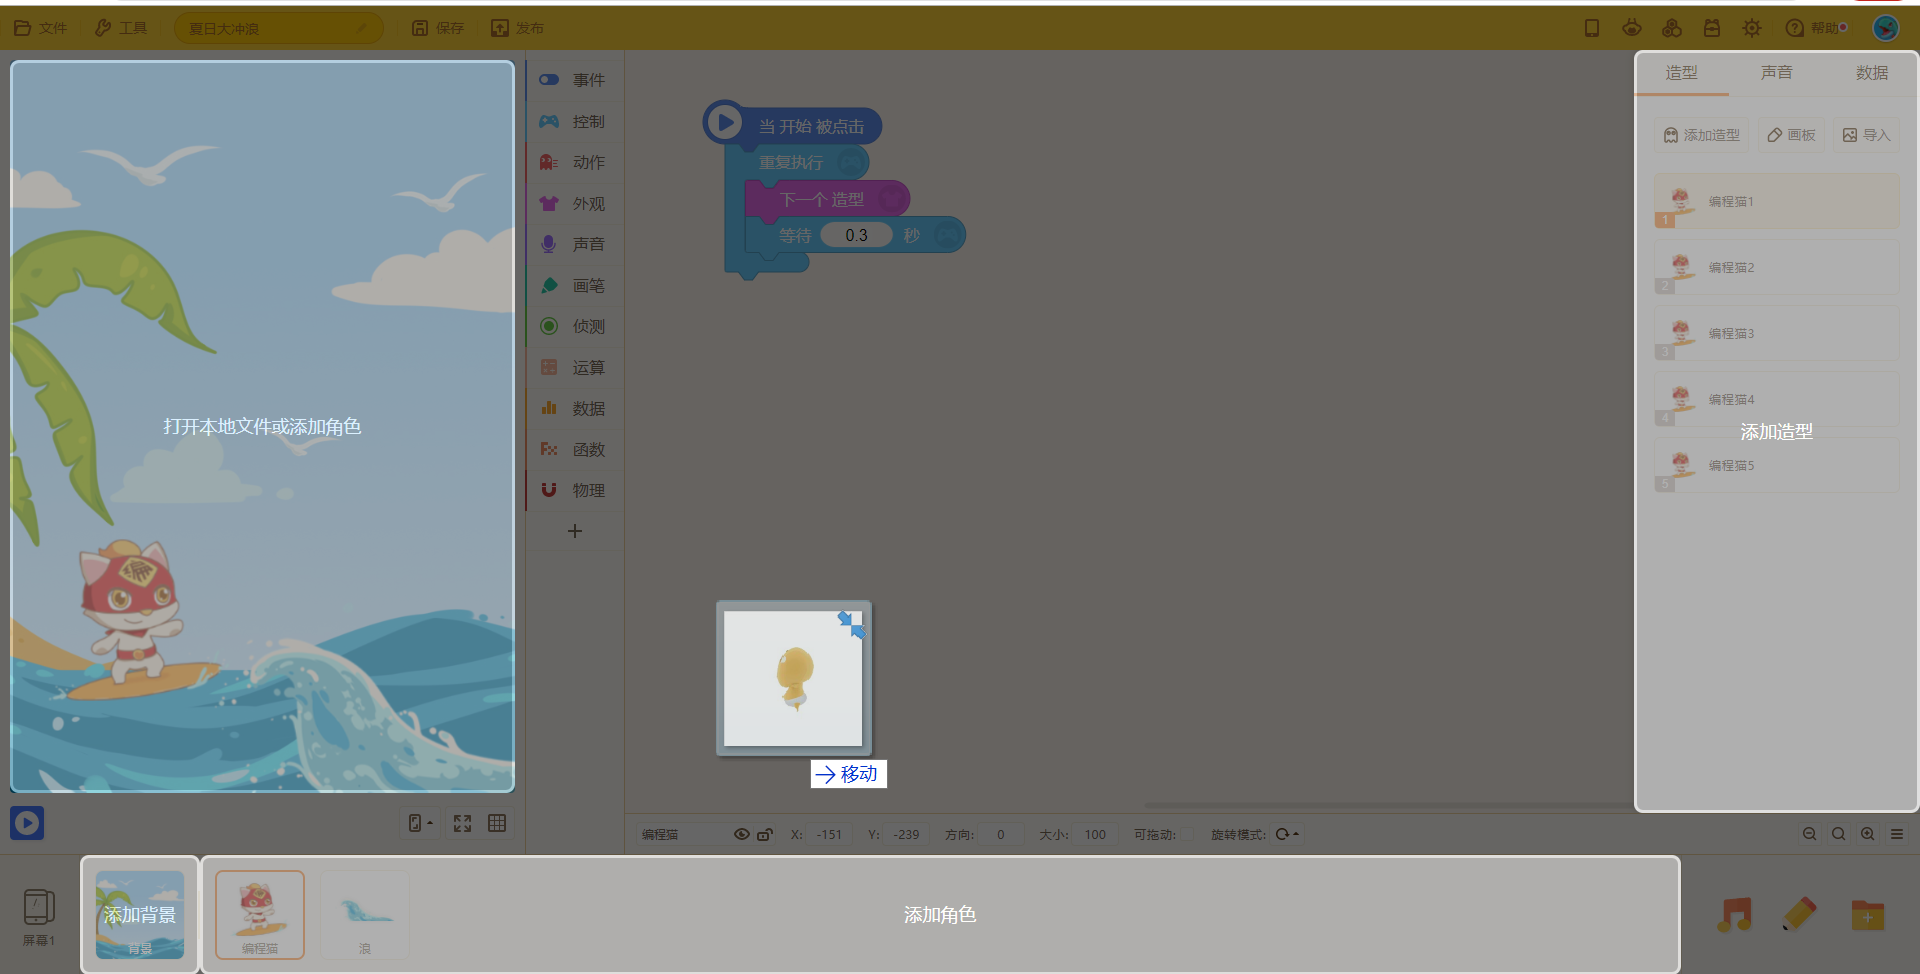 文件
工具
夏日大冲浪
保存
发布
帮助
事件
控制
动作
外观
声音
画笔
侦测
运算
数据
函数
物理
当 开始 被点击
重复执行
下一个 造型
等待 0.3 秒
造型
声音
数据
添加造型
画板
导入
编程猫1
1
编程猫2
2
编程猫3
3
编程猫4
4
添加造型
编程猫5
5
打开本地文件或添加角色
编
移动
编程猫
X: -151
Y: -239
方向: 0
大小: 100
可拖动:
旋转模式:
屏幕1
添加背景
背景
编程猫
浪
添加角色